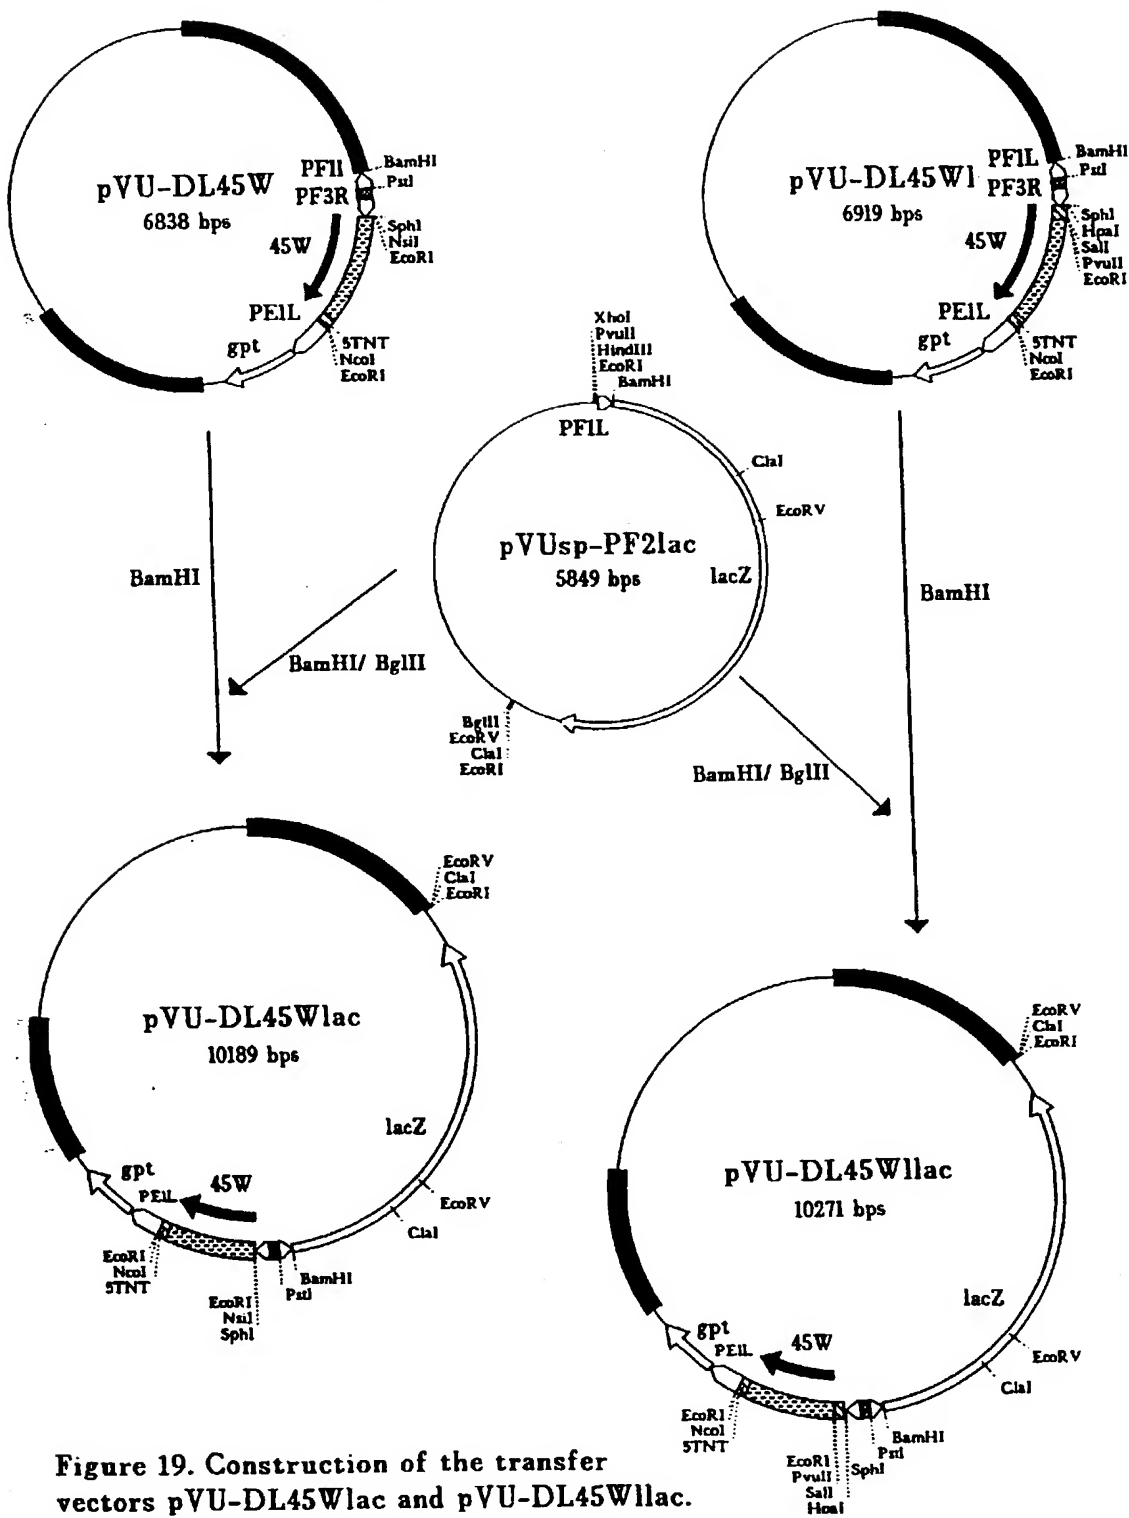 pVU-DL45W
6838 bps
PF1l
PF3R
BamHI
PstI
SphI
NsiI
EcoRI
45W
PE1L
gpt
5TNT
NcoI
EcoRI
pVU-DL45Wl
6919 bps
PF1L
PF3R
BamHI
PstI
SphI
HpaI
SalI
PvuII
EcoRI
45W
PE1L
gpt
5TNT
NcoI
EcoRI
XhoI
PvuII
HindIII
EcoRI
BamHI
PF1L
ClaI
EcoRV
pVUsp-PF2lac
5849 bps
lacZ
BglII
EcoRV
ClaI
EcoRI
BamHI
BamHI/ BglII
BamHI
BamHI/ BglII
pVU-DL45Wlac
10189 bps
EcoRV
ClaI
EcoRI
lacZ
EcoRV
ClaI
BamHI
PstI
EcoRI
NsiI
SphI
gpt
PE1L
45W
EcoRI
NcoI
5TNT
pVU-DL45Wllac
10271 bps
EcoRV
ClaI
EcoRI
lacZ
EcoRV
ClaI
BamHI
PstI
SphI
EcoRI
PvuII
SalI
HpaI
gpt
PE1L
45W
EcoRI
NcoI
5TNT
Figure 19. Construction of the transfer
vectors pVU-DL45Wlac and pVU-DL45Wllac.